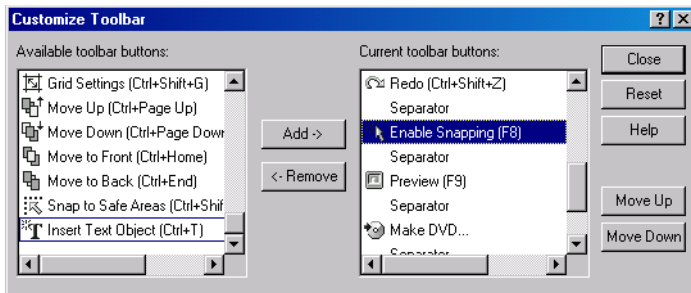 Customize Toolbar
Available toolbar buttons:
Grid Settings (Ctrl+Shift+G)
Move Up (Ctrl+Page Up)
Move Down (Ctrl+Page Down
Move to Front (Ctrl+Home)
Move to Back (Ctrl+End)
Snap to Safe Areas (Ctrl+Shif
Insert Text Object (Ctrl+T)
Add ->
<- Remove
Current toolbar buttons:
Redo (Ctrl+Shift+Z)
Separator
Enable Snapping (F8)
Separator
Preview (F9)
Separator
Make DVD...
Separator
Close
Reset
Help
Move Up
Move Down